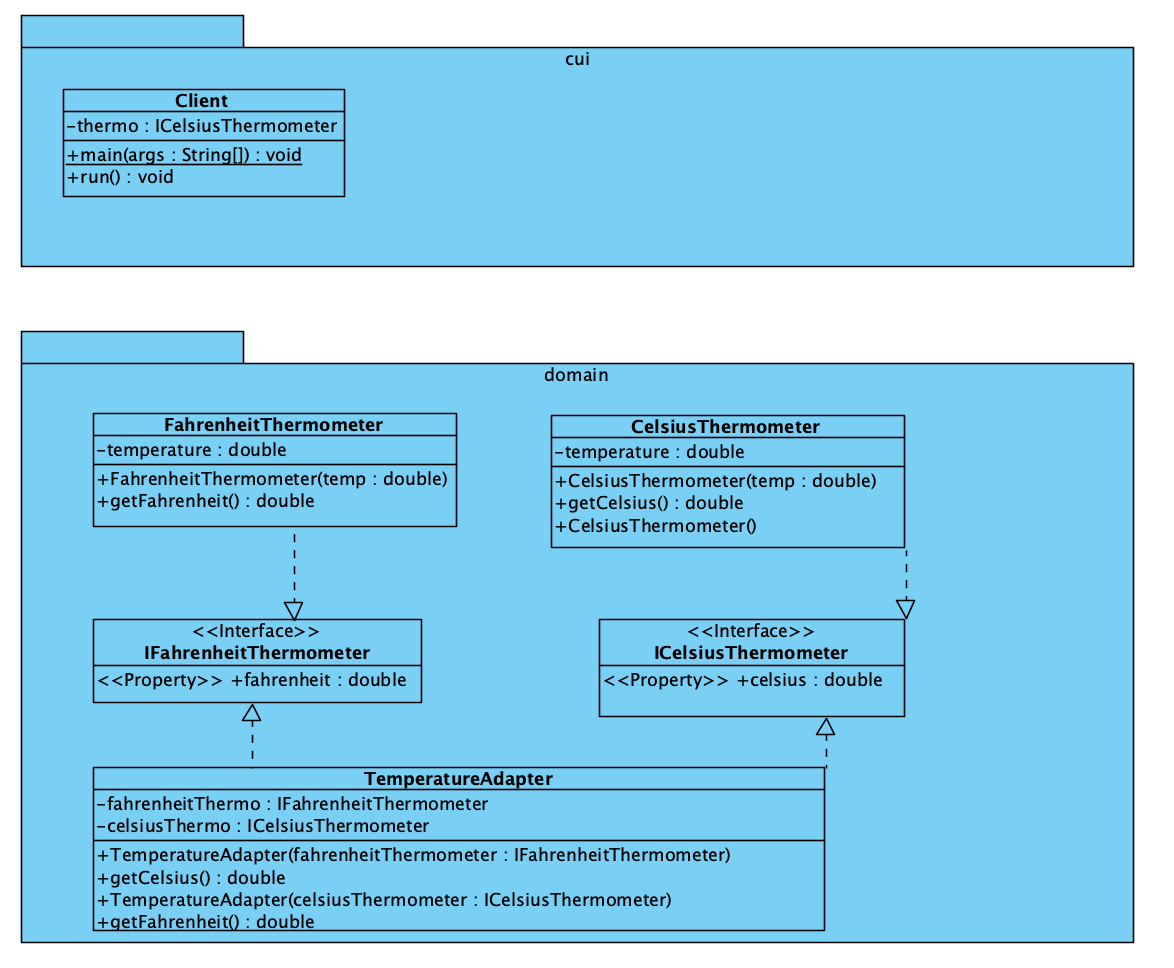 cui
Client
-thermo : ICelsiusThermometer
+main(args : String[]) : void
+run() : void
domain
FahrenheitThermometer
-temperature : double
+FahrenheitThermometer(temp : double)
+getFahrenheit() : double
CelsiusThermometer
-temperature : double
+CelsiusThermometer(temp : double)
+getCelsius() : double
+CelsiusThermometer()
<<Interface>>
IFahrenheitThermometer
<<Property>> +fahrenheit : double
<<Interface>>
ICelsiusThermometer
<<Property>> +celsius : double
TemperatureAdapter
-fahrenheitThermo : IFahrenheitThermometer
-celsiusThermo : ICelsiusThermometer
+TemperatureAdapter(fahrenheitThermometer : IFahrenheitThermometer)
+getCelsius() : double
+TemperatureAdapter(celsiusThermometer : ICelsiusThermometer)
+getFahrenheit() : double